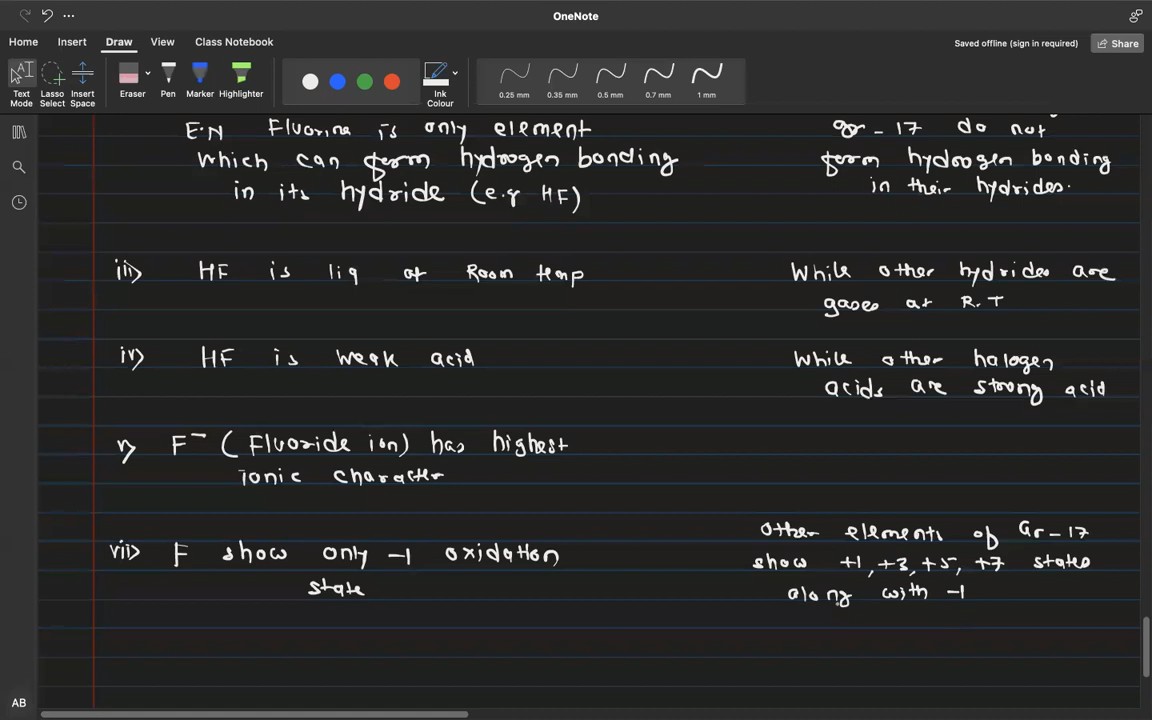 OneNote
Home Insert Draw View Class Notebook
Saved offline (sign in required) Share
Text Mode
Lasso Select
Insert Space
Eraser
Pen
Marker
Highlighter
Ink Colour
0.25 mm 0.35 mm 0.5 mm 0.7 mm 1 mm
E.N Fluorine is only element
which can form hydrogen bonding
in its hydride (e.g HF)
gr-17 do not
form hydrogen bonding
in their hydrides.
iii) HF is liq at Room temp
While other hydrides are
gases at R.T
iv) HF is weak acid
While other halogen
acids are strong acid
v) F⁻ (Fluoride ion) has highest
ionic character
vii) F show only -1 oxidation
state
Other elements of Gr-17
show +1, +3, +5, +7 states
along with -1
AB